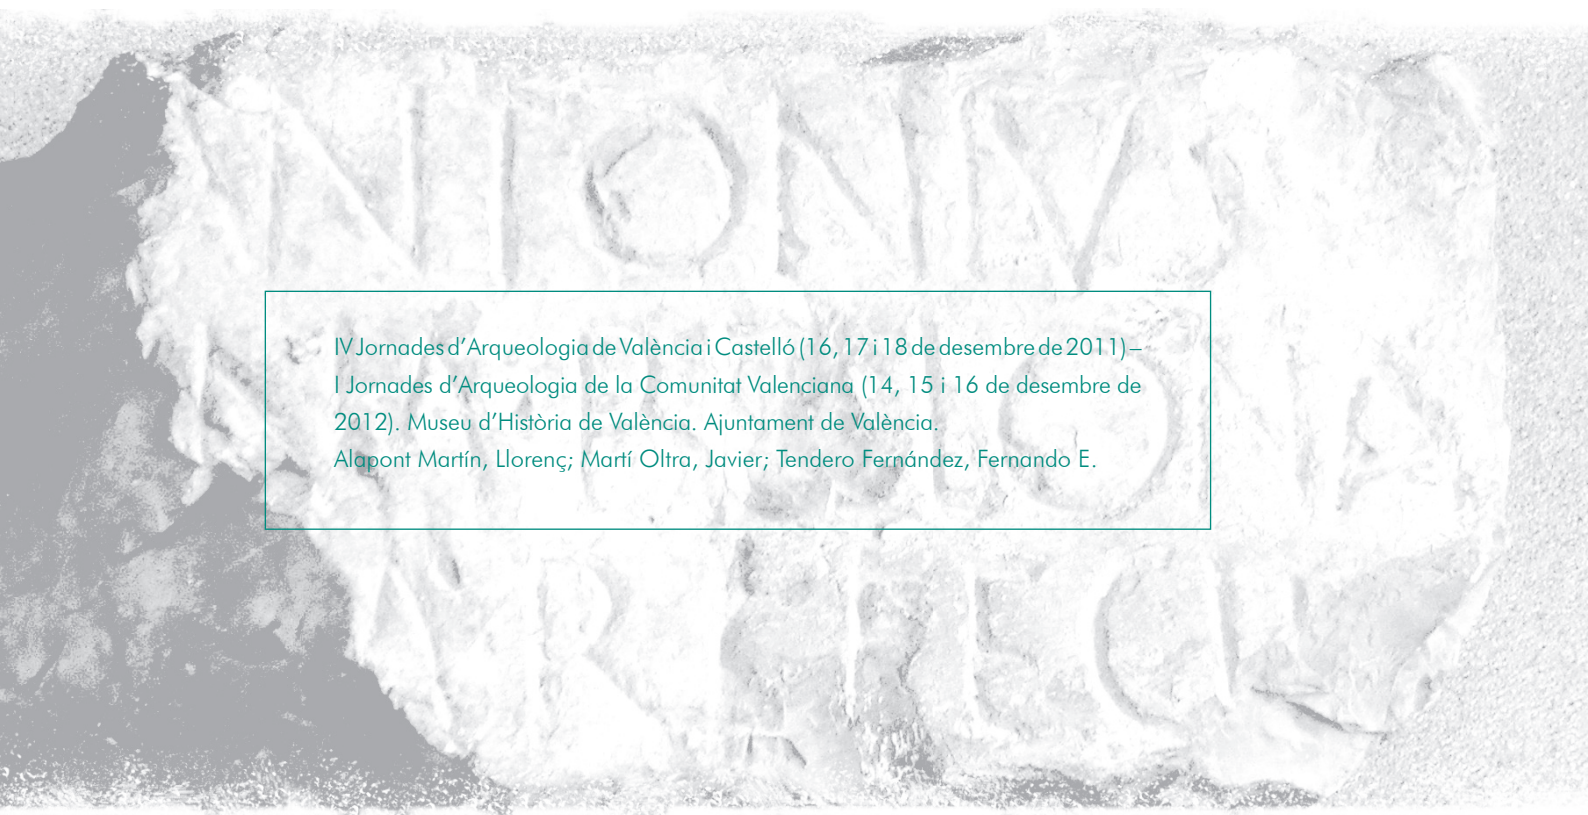 NIONIVS
IV Jornades d'Arqueologia de València i Castelló (16, 17 i 18 de desembre de 2011) –
I Jornades d'Arqueologia de la Comunitat Valenciana (14, 15 i 16 de desembre de
2012). Museu d'Història de València. Ajuntament de València.
Alapont Martín, Llorenç; Martí Oltra, Javier; Tendero Fernández, Fernando E.